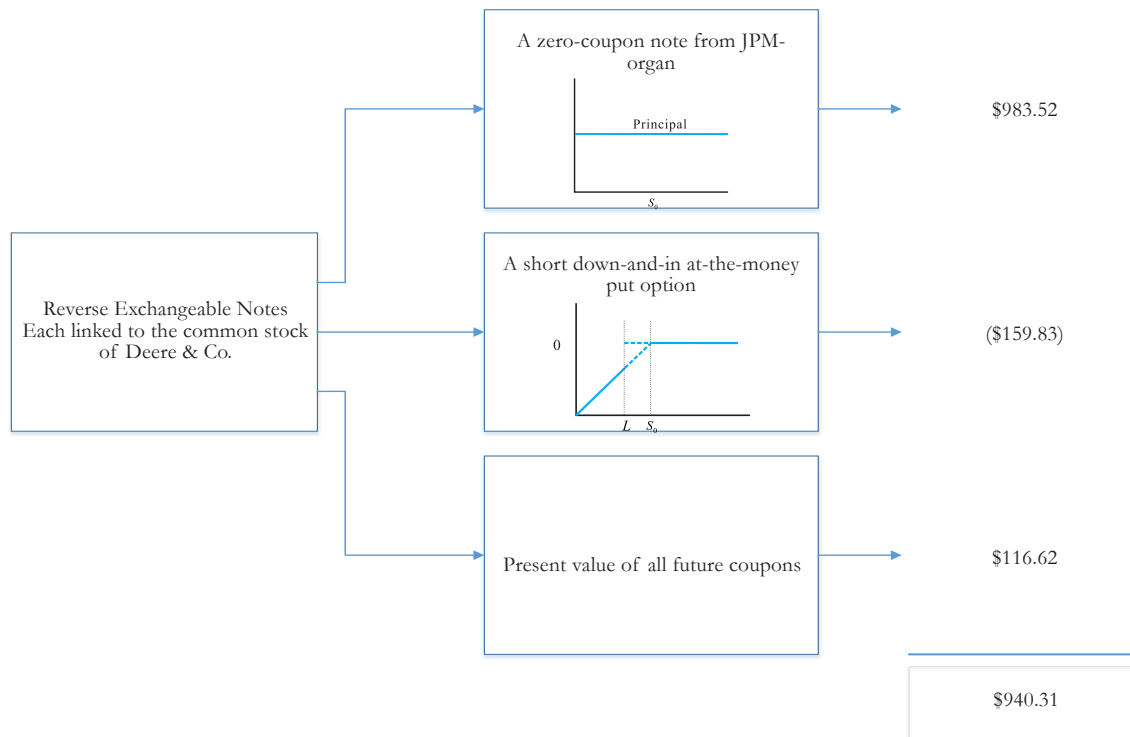 Reverse Exchangeable Notes
Each linked to the common stock
of Deere & Co.
A zero-coupon note from JPM-
organ
Principal
S₀
$983.52
A short down-and-in at-the-money
put option
0
L S₀
($159.83)
Present value of all future coupons
$116.62
$940.31